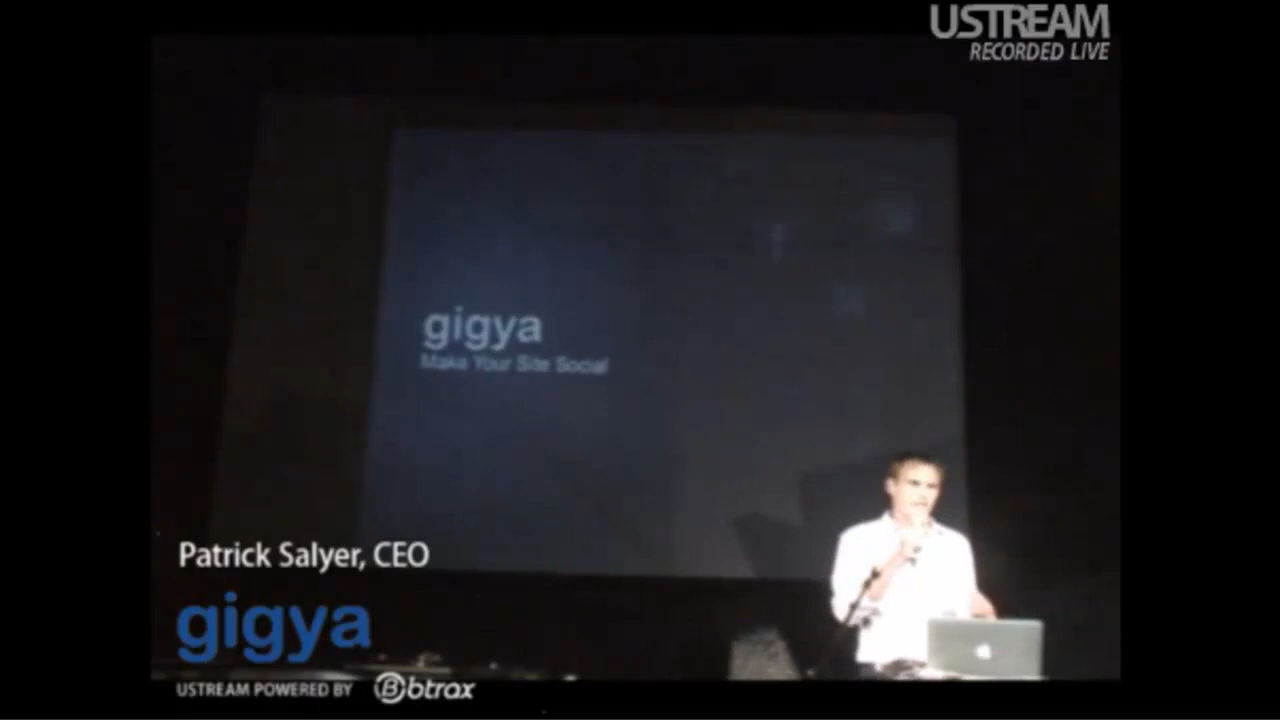 USTREAM
RECORDED LIVE
gigya
Make Your Site Social
Patrick Salyer, CEO
gigya
USTREAM POWERED BY btrax